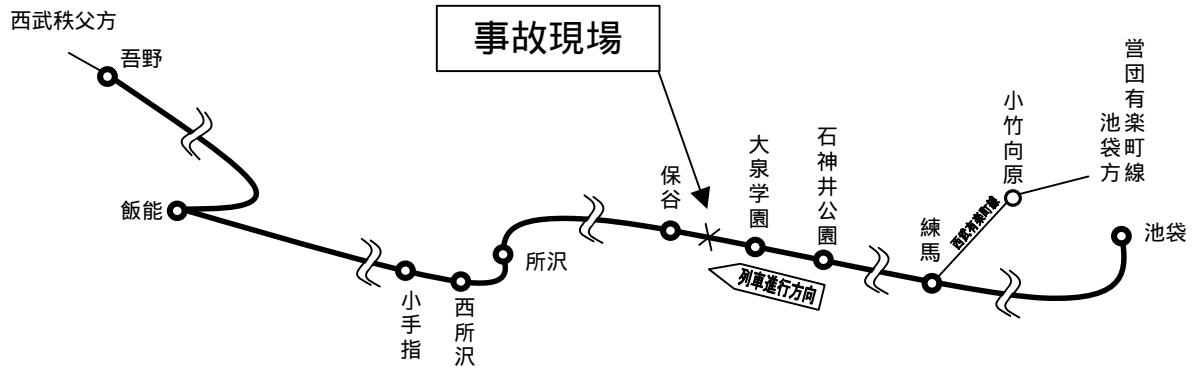 西武秩父方
吾野
飯能
小手指
西所沢
所沢
事故現場
保谷
大泉学園
石神井公園
列車進行方向
練馬
西武有楽町線
小竹向原
営団有楽町線
池袋方
池袋